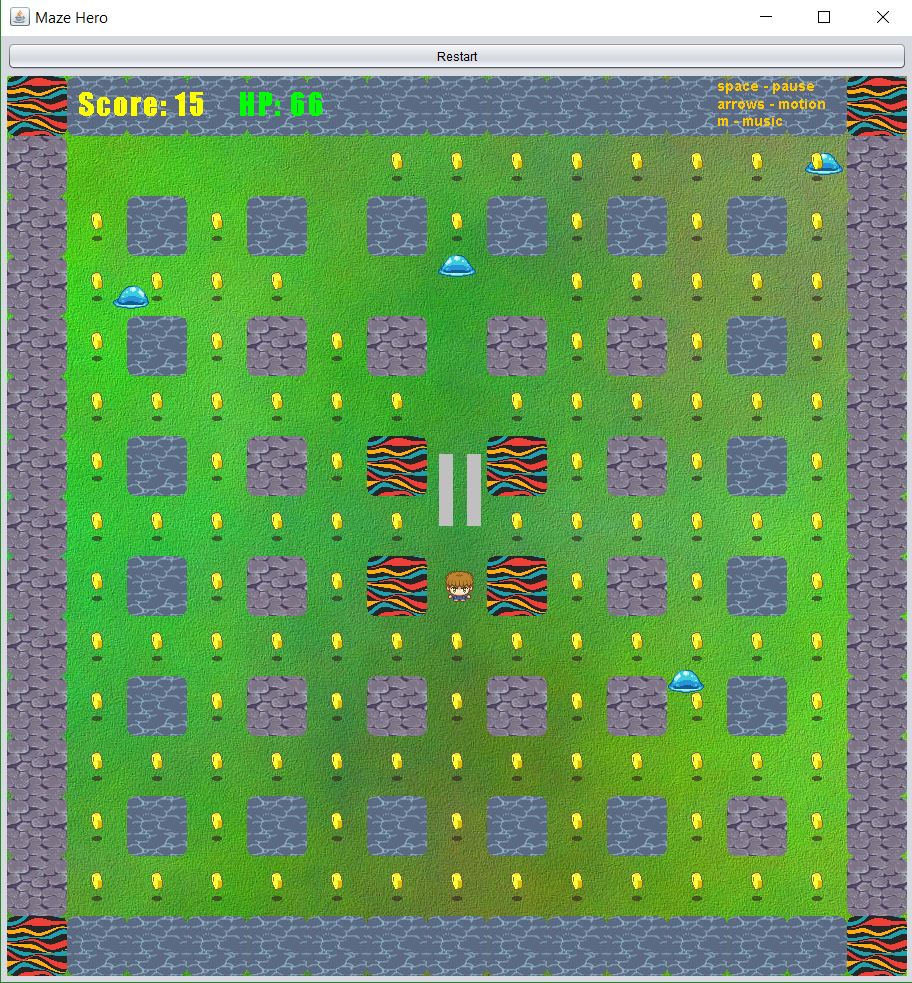 Maze Hero
Restart
Score: 15 HP: 66
space - pause
arrows - motion
m - music